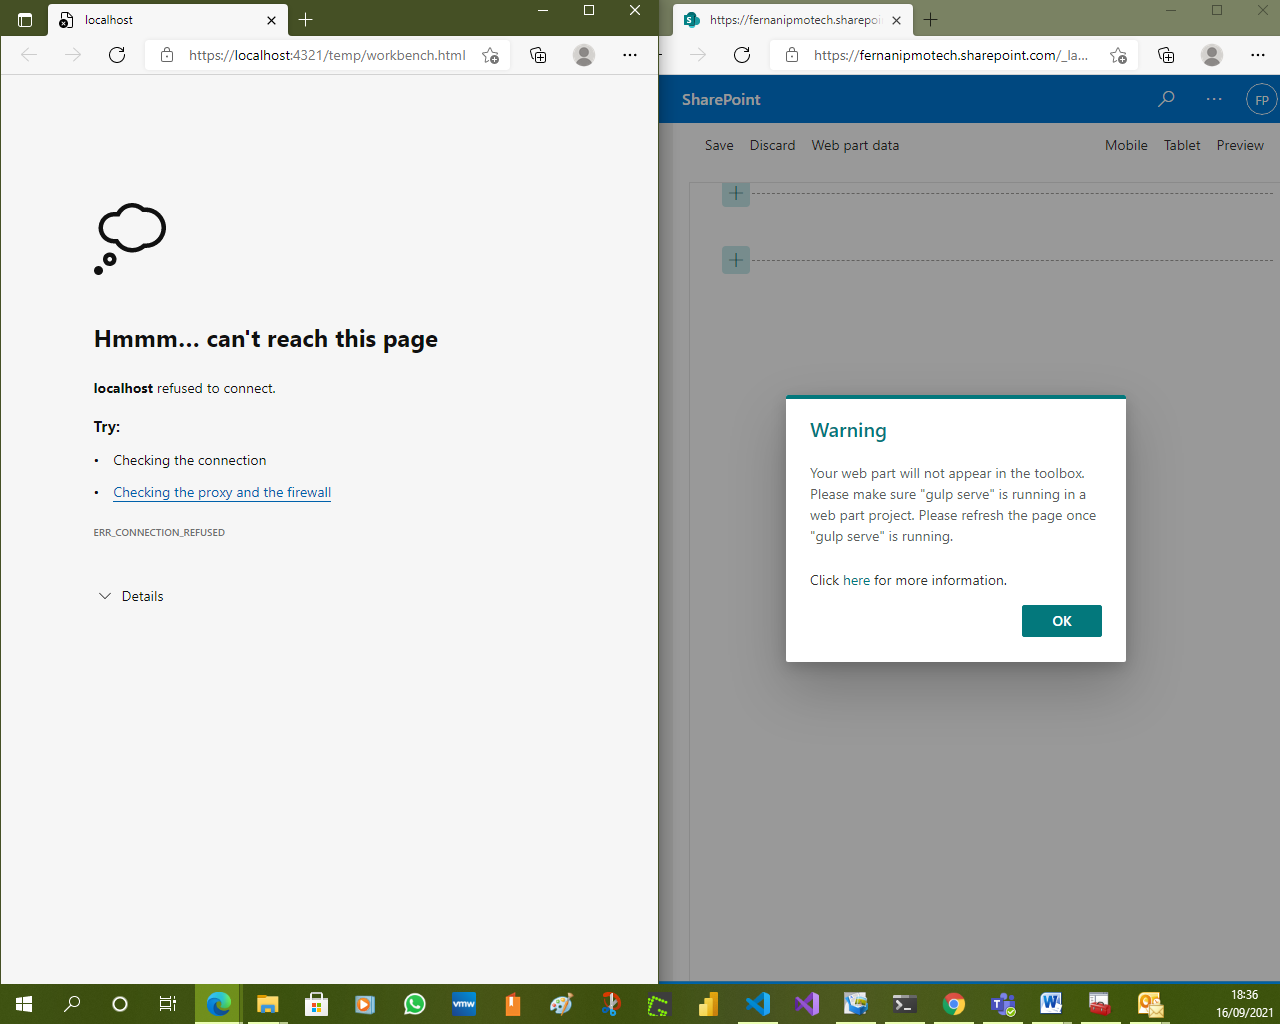 localhost
https://localhost:4321/temp/workbench.html
Hmmm... can't reach this page
localhost refused to connect.
Try:
• Checking the connection
• Checking the proxy and the firewall
ERR_CONNECTION_REFUSED
Details
https://fernanipmotech.sharepoi
https://fernanipmotech.sharepoint.com/_la...
SharePoint
FP
Save Discard Web part data Mobile Tablet Preview
Warning
Your web part will not appear in the toolbox.
Please make sure "gulp serve" is running in a
web part project. Please refresh the page once
"gulp serve" is running.
Click here for more information.
OK
vmw
18:36
16/09/2021